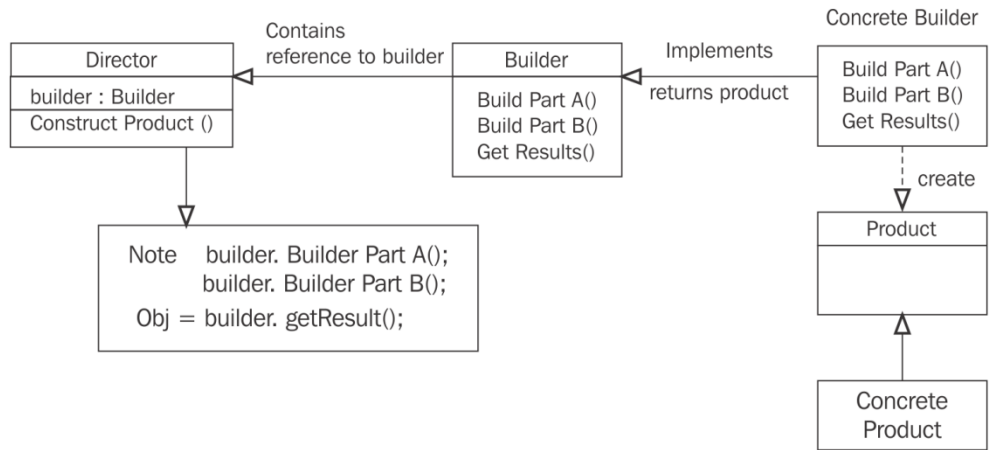 Director
builder : Builder
Construct Product ()
Contains
reference to builder
Builder
Build Part A()
Build Part B()
Get Results()
Implements
returns product
Concrete Builder
Build Part A()
Build Part B()
Get Results()
create
Product
Concrete
Product
Note builder. Builder Part A();
builder. Builder Part B();
Obj = builder. getResult();